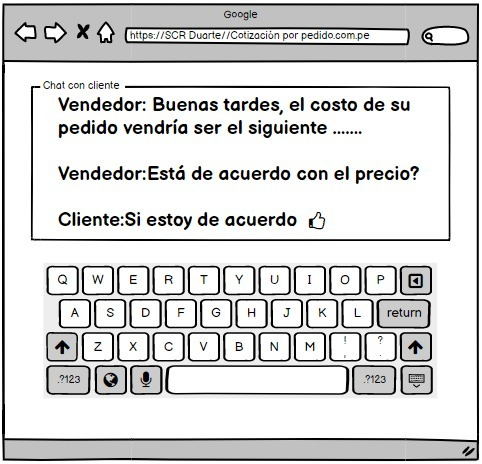 Google
https://SCR Duarte//Cotización por pedido.com.pe
Chat con cliente
Vendedor: Buenas tardes, el costo de su
pedido vendría ser el siguiente .......
Vendedor:Está de acuerdo con el precio?
Cliente:Si estoy de acuerdo
Q W E R T Y U I O P
A S D F G H J K L return
Z X C V B N M ! , ? .
.?123 .?123